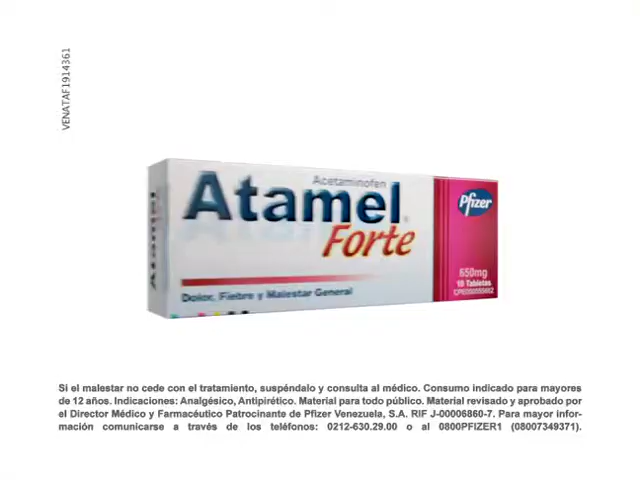 VENATAF1914361
Acetaminofen
Atamel®
Forte
Pfizer
650mg
10 Tabletas
Dolor, Fiebre y Malestar General
Atamel
Si el malestar no cede con el tratamiento, suspéndalo y consulta al médico. Consumo indicado para mayores
de 12 años. Indicaciones: Analgésico, Antipirético. Material para todo público. Material revisado y aprobado por
el Director Médico y Farmacéutico Patrocinante de Pfizer Venezuela, S.A. RIF J-00006860-7. Para mayor infor-
mación comunicarse a través de los teléfonos: 0212-630.29.00 o al 0800PFIZER1 (08007349371).